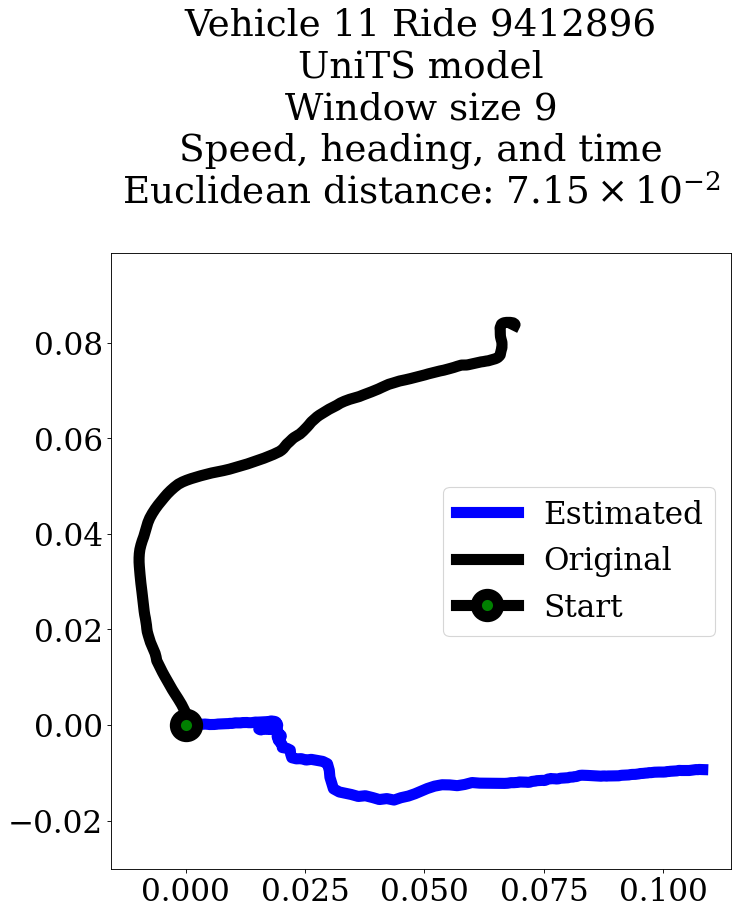 Vehicle 11 Ride 9412896
UniTS model
Window size 9
Speed, heading, and time
Euclidean distance: 7.15 × 10⁻²
0.08
0.06
0.04
Estimated
Original
Start
0.02
0.00
−0.02
0.000 0.025 0.050 0.075 0.100